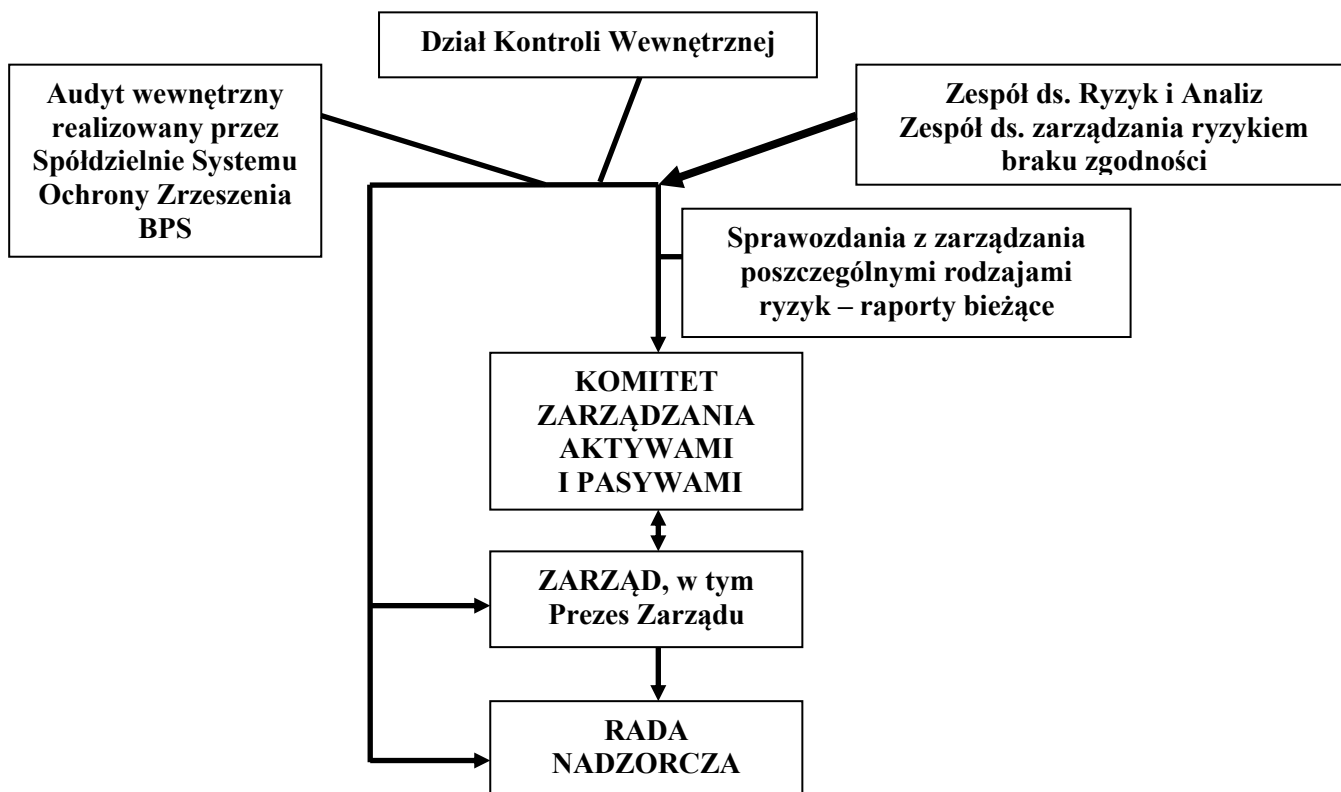 Dział Kontroli Wewnętrznej
Audyt wewnętrzny
realizowany przez
Spółdzielnie Systemu
Ochrony Zrzeszenia
BPS
Zespół ds. Ryzyk i Analiz
Zespół ds. zarządzania ryzykiem
braku zgodności
Sprawozdania z zarządzania
poszczególnymi rodzajami
ryzyk – raporty bieżące
KOMITET
ZARZĄDZANIA
AKTYWAMI
I PASYWAMI
ZARZĄD, w tym
Prezes Zarządu
RADA
NADZORCZA